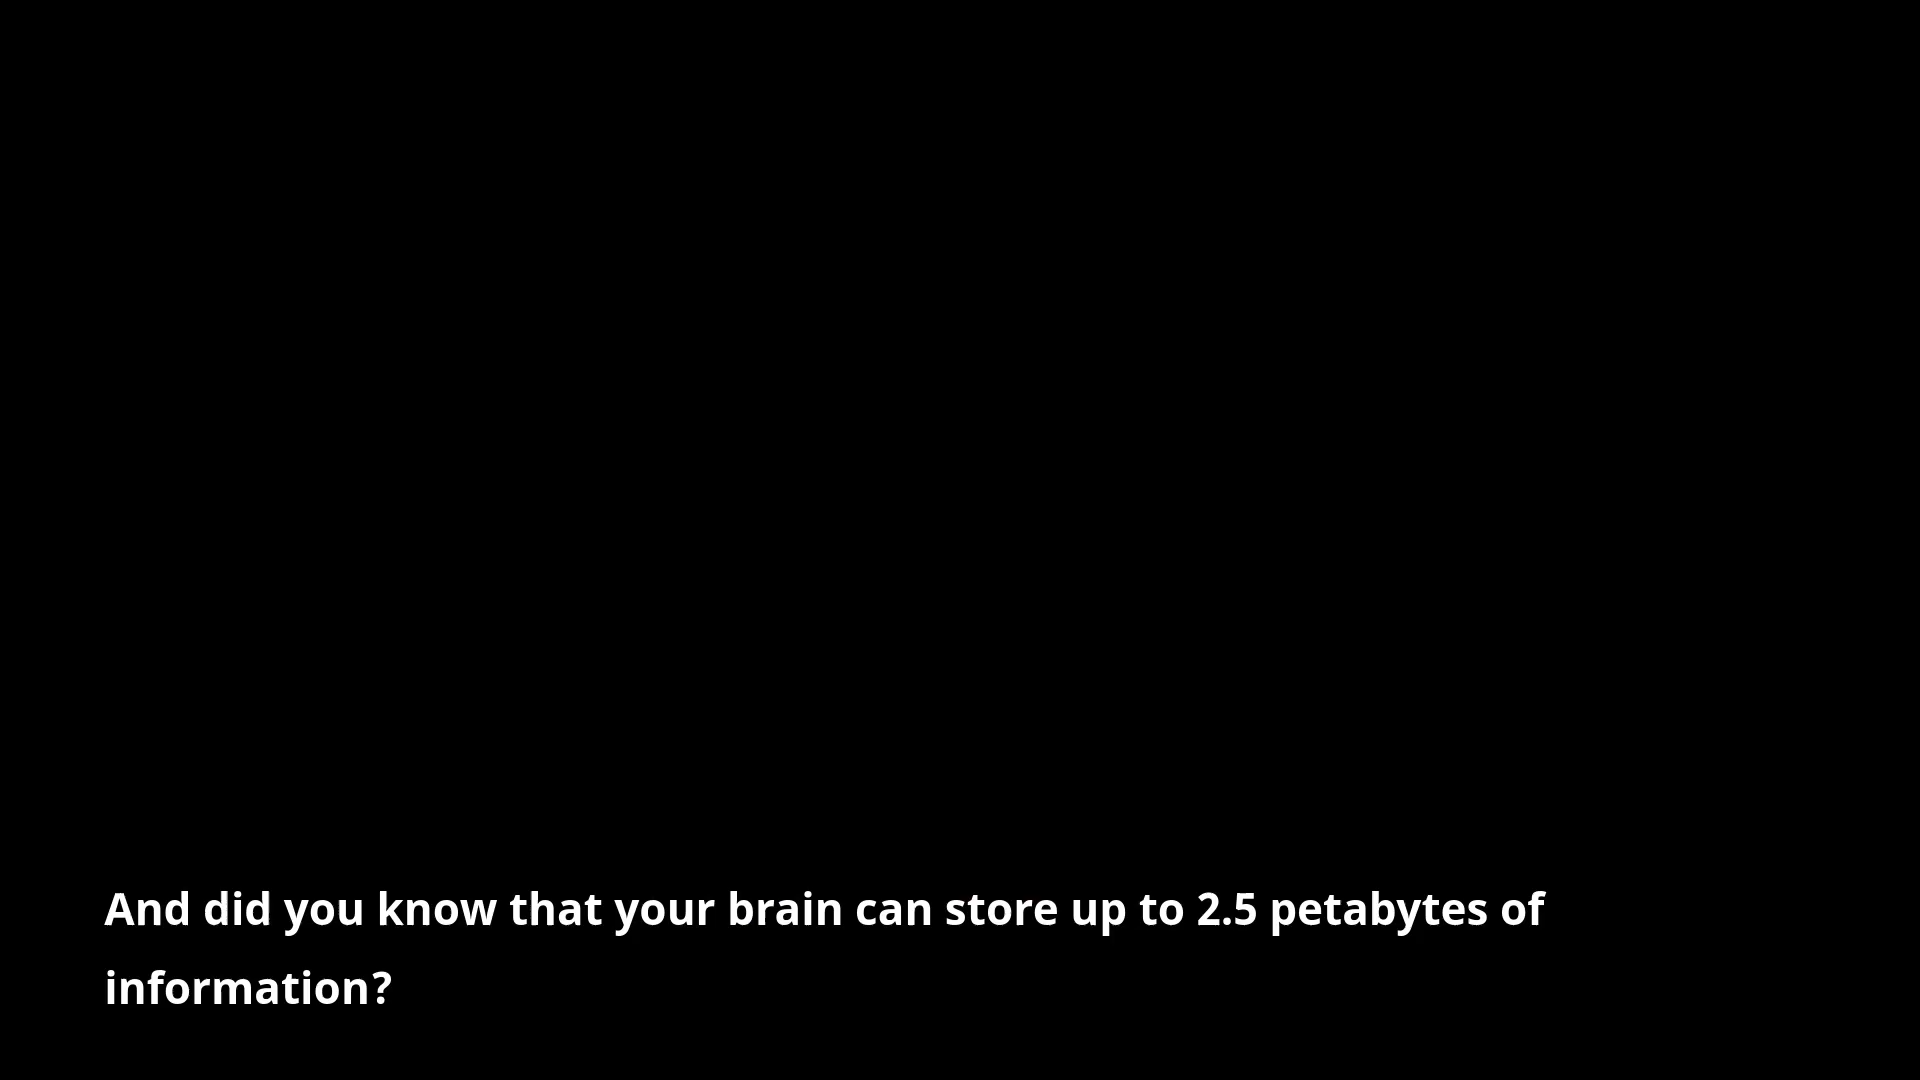 And did you know that your brain can store up to 2.5 petabytes of
information?